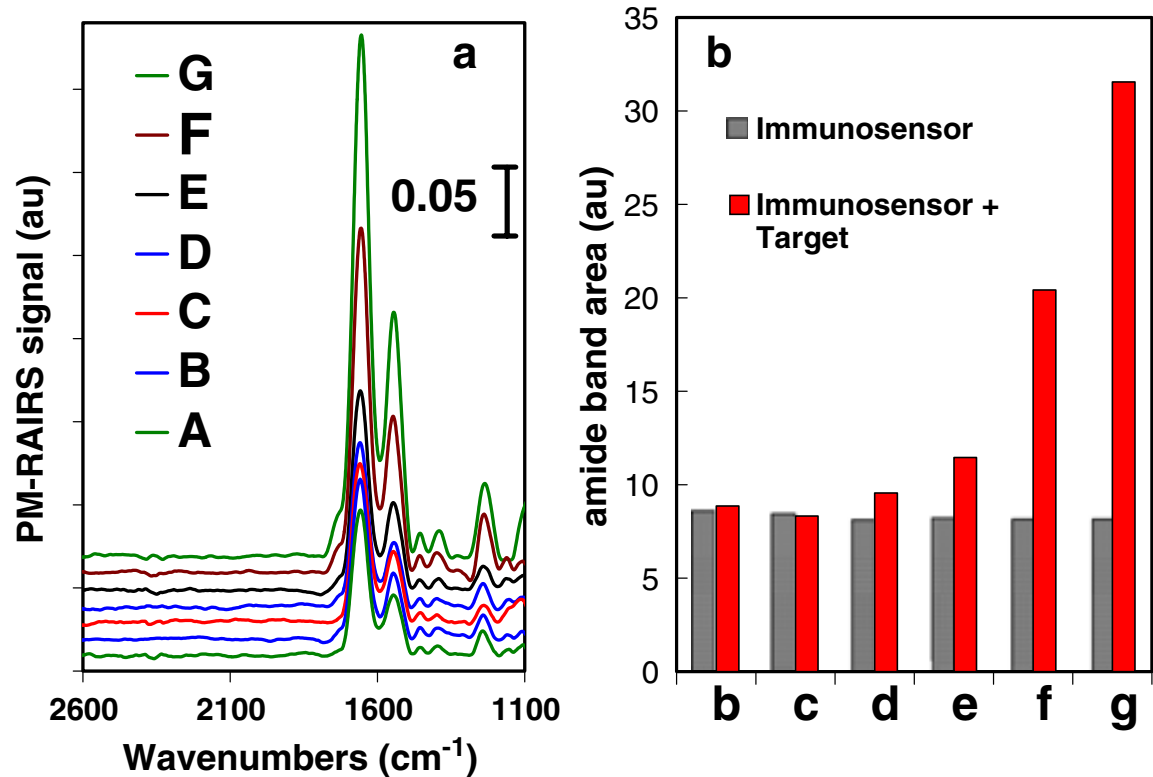 a
G
F
E
D
C
B
A
0.05
PM-RAIRS signal (au)
2600 2100 1600 1100
Wavenumbers (cm-1)
b
Immunosensor
Immunosensor +
Target
amide band area (au)
35
30
25
20
15
10
5
0
b c d e f g